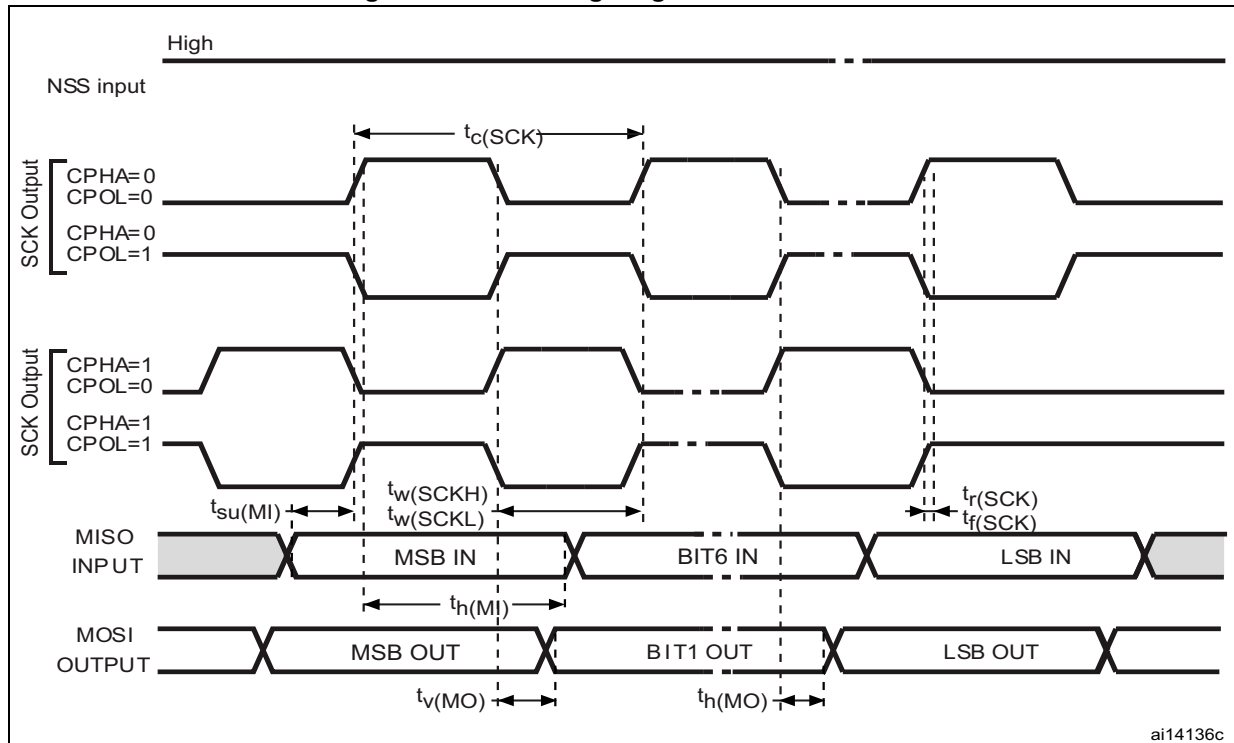 High
NSS input
tc(SCK)
SCK Output
CPHA=0
CPOL=0
CPHA=0
CPOL=1
SCK Output
CPHA=1
CPOL=0
CPHA=1
CPOL=1
tsu(MI)
tw(SCKH)
tw(SCKL)
tr(SCK)
tf(SCK)
MISO
INPUT
MSB IN
BIT6 IN
LSB IN
th(MI)
MOSI
OUTPUT
MSB OUT
BIT1 OUT
LSB OUT
tv(MO)
th(MO)
ai14136c